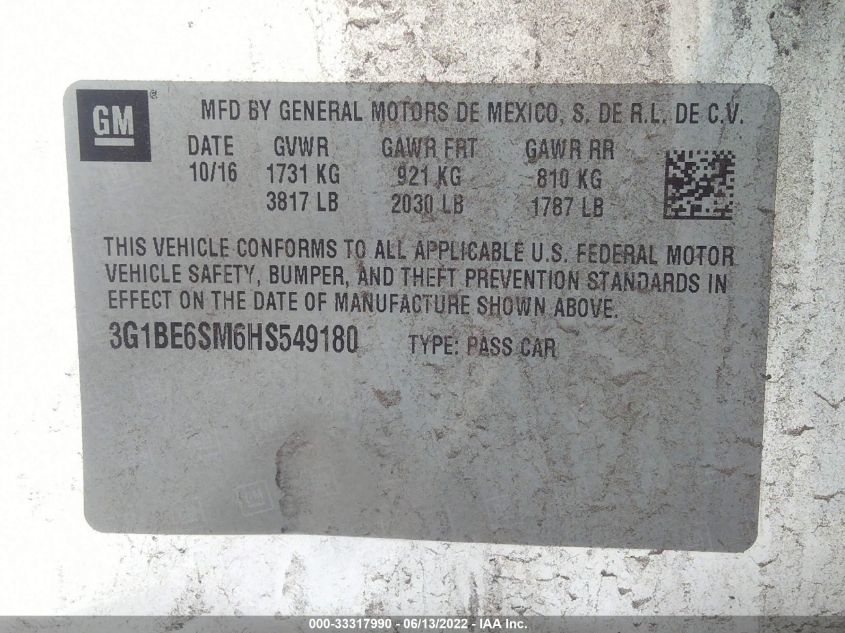 GM®
MFD BY GENERAL MOTORS DE MEXICO, S. DE R.L. DE C.V.
DATE GVWR GAWR FRT GAWR RR
10/16 1731 KG 921 KG 810 KG
3817 LB 2030 LB 1787 LB
THIS VEHICLE CONFORMS TO ALL APPLICABLE U.S. FEDERAL MOTOR
VEHICLE SAFETY, BUMPER, AND THEFT PREVENTION STANDARDS IN
EFFECT ON THE DATE OF MANUFACTURE SHOWN ABOVE.
3G1BE6SM6HS549180 TYPE: PASS CAR
GM
000-33317990 - 06/13/2022 - IAAI.com